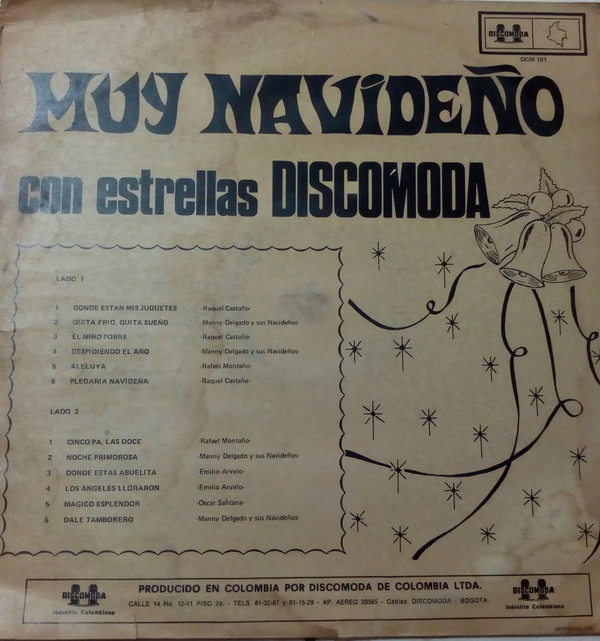 DISCOMODA
DCM 161
MUY NAVIDEÑO
con estrellas DISCOMODA
LADO 1
1 DONDE ESTAN MIS JUGUETES -Raquel Castaño-
2 QUITA FRIO, QUITA SUEÑO -Manny Delgado y sus Navideños-
3 EL NIÑO POBRE -Raquel Castaño-
4 DESPIDIENDO EL AÑO -Manny Delgado y sus Navideños-
5 ALELUYA -Rafael Montaño-
6 PLEGARIA NAVIDEÑA -Raquel Castaño-
LADO 2
1 CINCO PA, LAS DOCE -Rafael Montaño-
2 NOCHE PRIMOROSA -Manny Delgado y sus Navideños-
3 DONDE ESTAS ABUELITA -Emilio Arvelo-
4 LOS ANGELES LLORARON -Emilio Arvelo-
5 MAGICO ESPLENDOR -Oscar Santana-
6 DALE TAMBORERO -Manny Delgado y sus Navideños-
DISCOMODA
Industria Colombiana
PRODUCIDO EN COLOMBIA POR DISCOMODA DE COLOMBIA LTDA.
CALLE 14 No. 12-11 PISO 2o. - TELS. 81-32-87 y 81-15-29 - AP. AEREO 29585 - Cables. DIECOMODA - BOGOTA.
DISCOMODA
Industria Colombiana